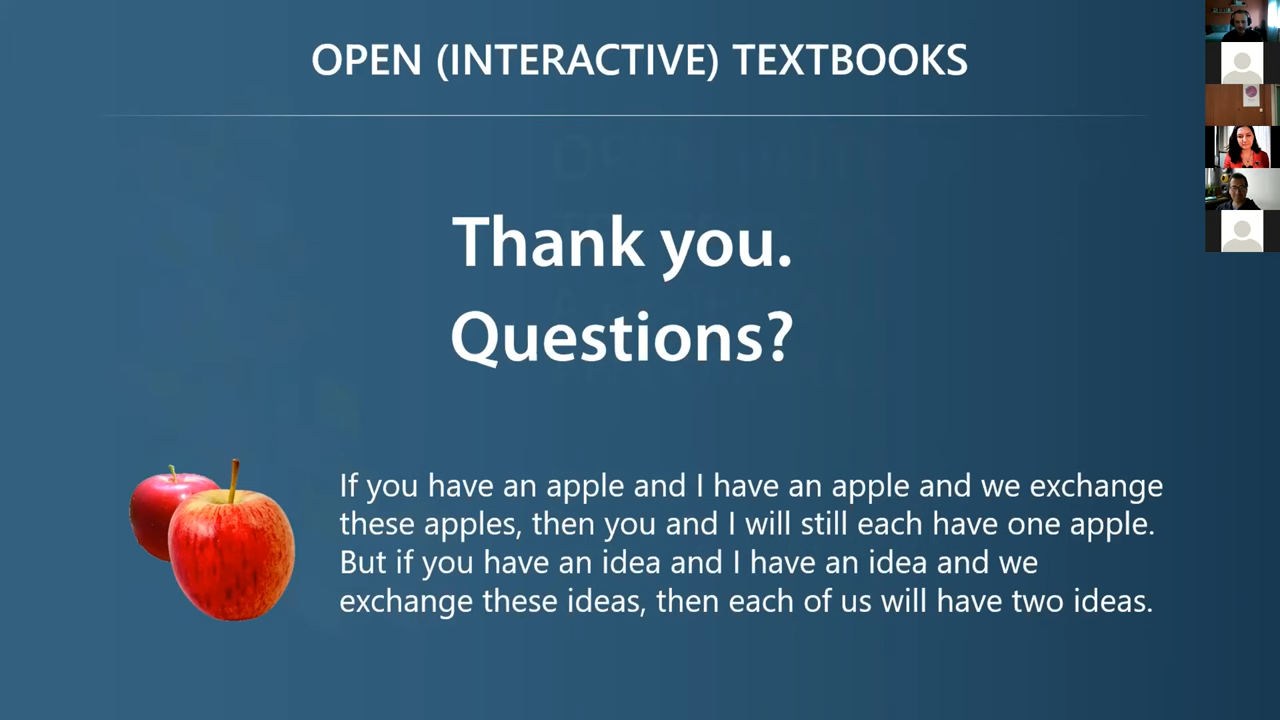 OPEN (INTERACTIVE) TEXTBOOKS
Thank you.
Questions?
If you have an apple and I have an apple and we exchange
these apples, then you and I will still each have one apple.
But if you have an idea and I have an idea and we
exchange these ideas, then each of us will have two ideas.